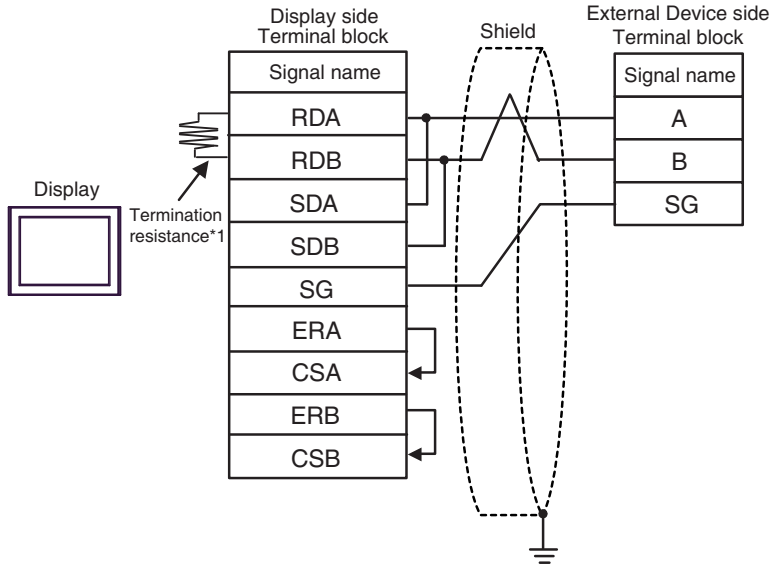 Display side
Terminal block
Shield
External Device side
Terminal block
Signal name
Signal name
RDA
A
RDB
B
SDA
SG
SDB
SG
ERA
CSA
ERB
CSB
Display
Termination
resistance*1